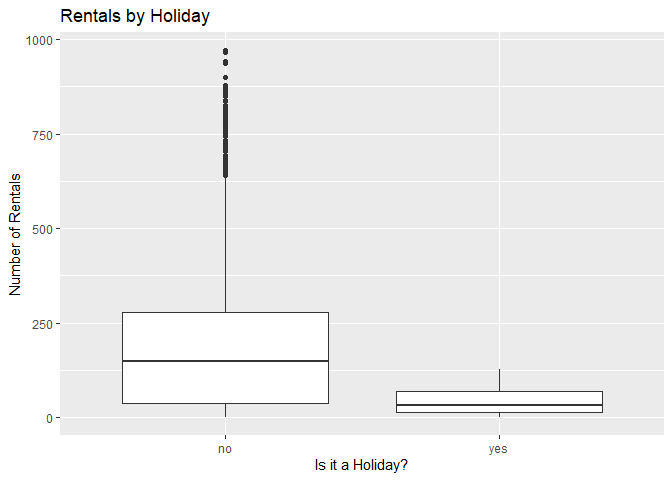 Rentals by Holiday
1000
750
500
250
0
Number of Rentals
no
yes
Is it a Holiday?